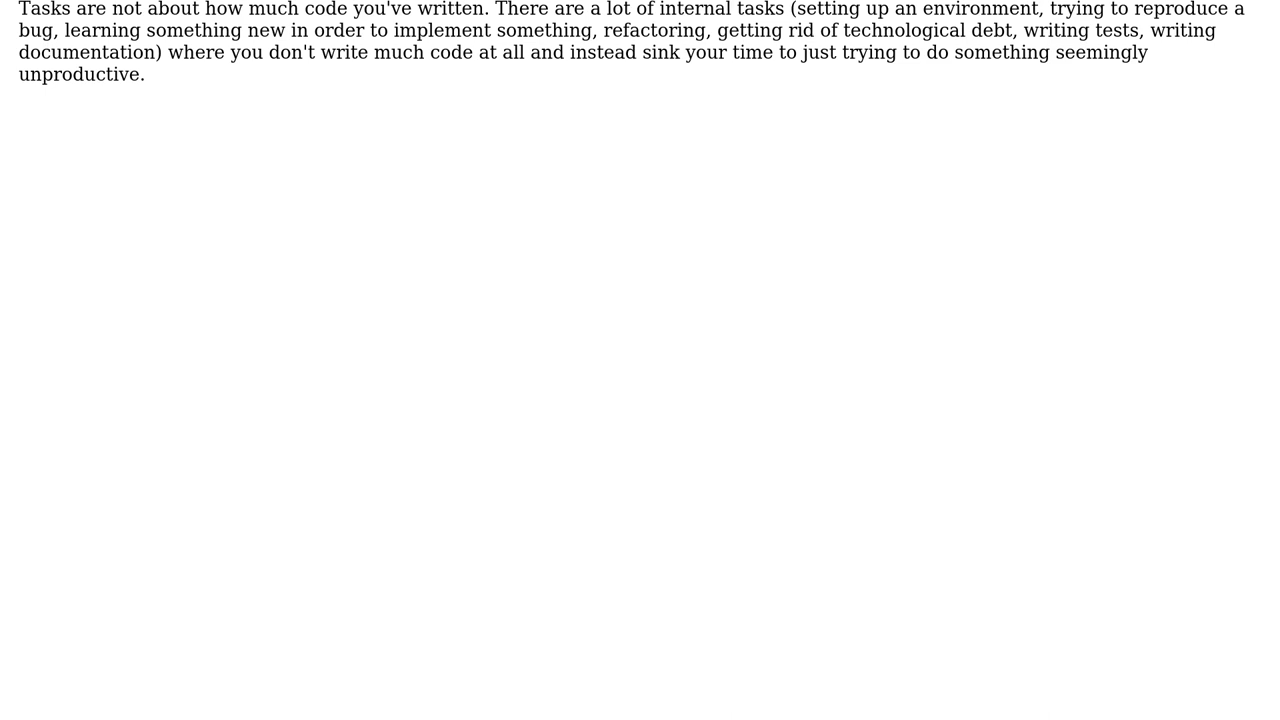 Tasks are not about how much code you've written. There are a lot of internal tasks (setting up an environment, trying to reproduce a
bug, learning something new in order to implement something, refactoring, getting rid of technological debt, writing tests, writing
documentation) where you don't write much code at all and instead sink your time to just trying to do something seemingly
unproductive.